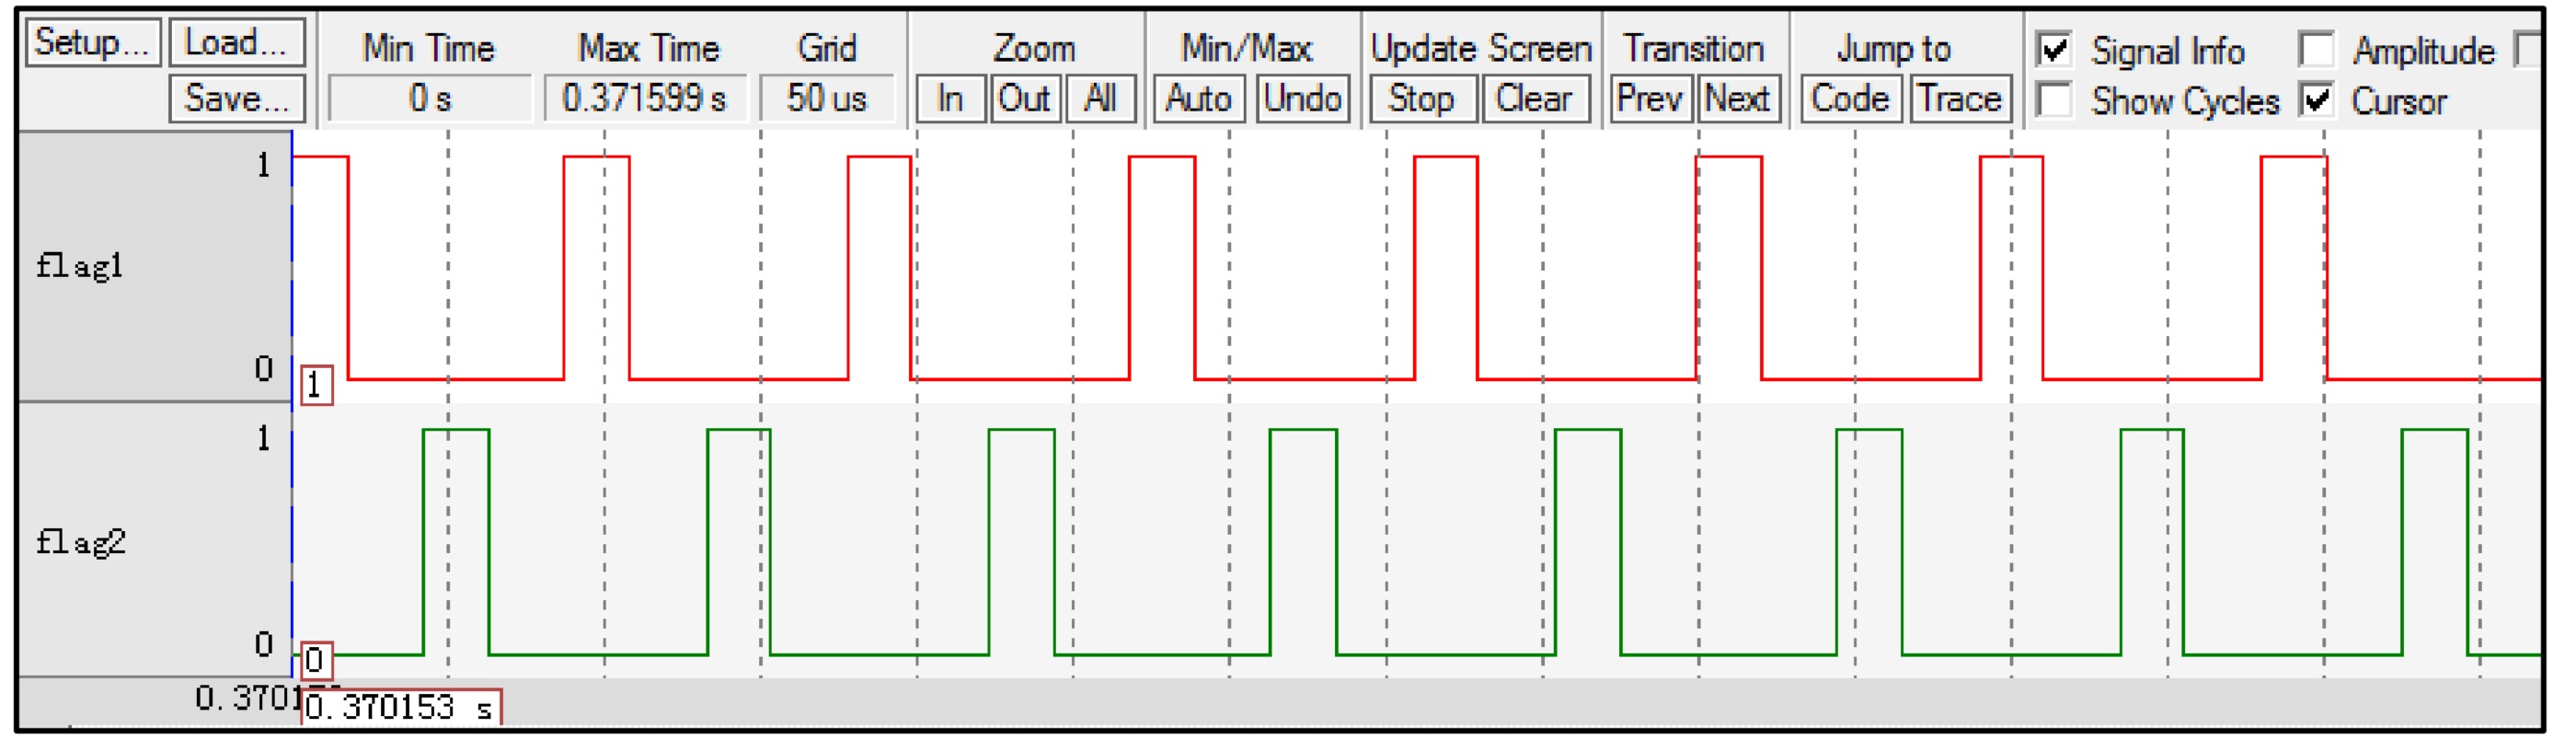 Setup... Load... Min Time Max Time Grid Zoom Min/Max Update Screen Transition Jump to Signal Info Amplitude
Save... 0 s 0.371599 s 50 us In Out All Auto Undo Stop Clear Prev Next Code Trace Show Cycles Cursor
1
flag1
0
1
1
flag2
0
0
0.370153 s